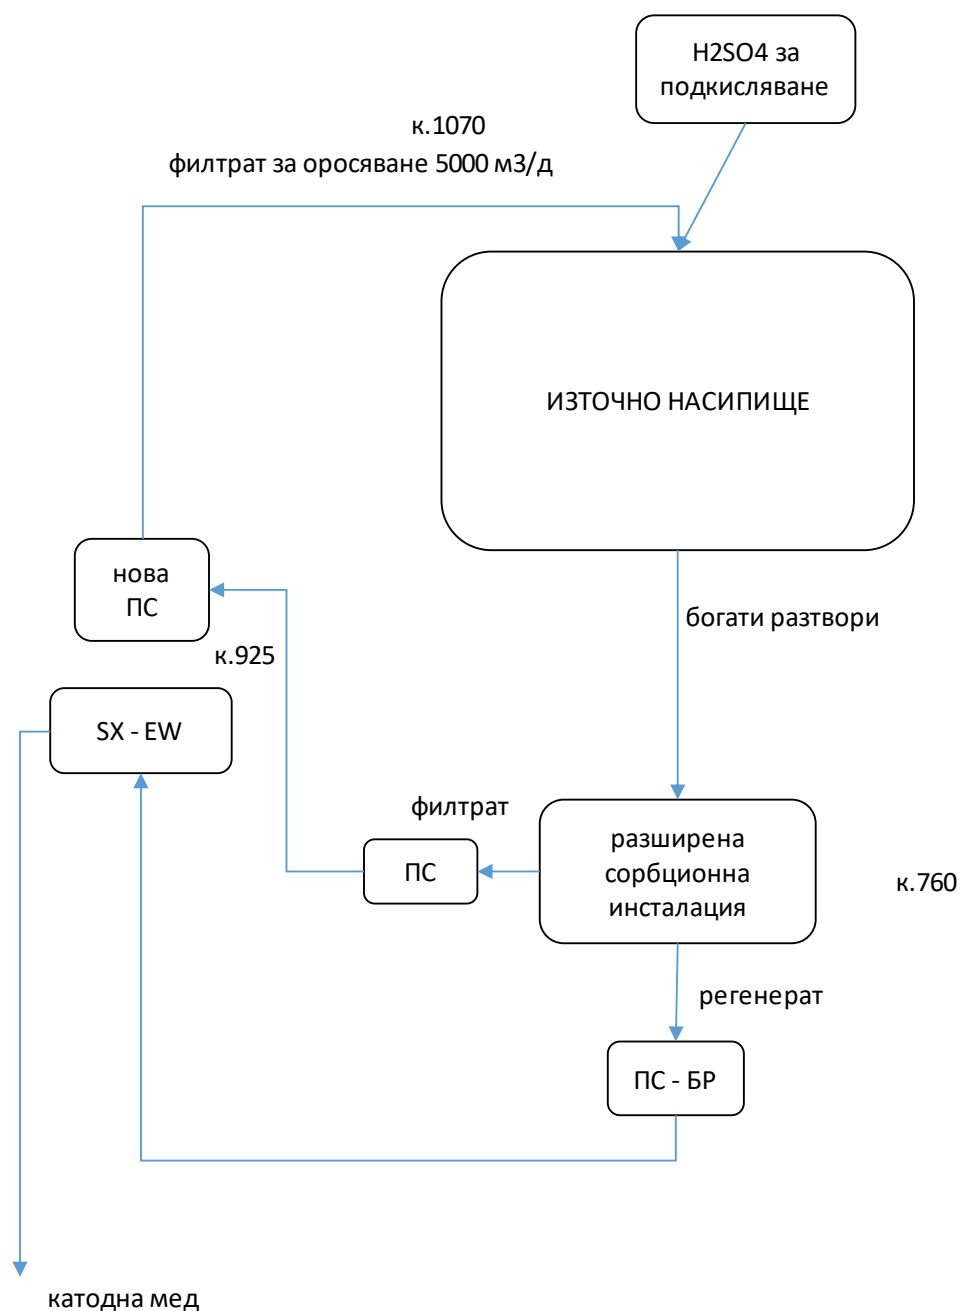 H2SO4 за
подкисляване
к.1070
филтрат за оросяване 5000 м3/д
ИЗТОЧНО НАСИПИЩЕ
нова
ПС
богати разтвори
к.925
SX - EW
филтрат
ПС
разширена
сорбционна
инсталация
к.760
регенерат
ПС - БР
катодна мед